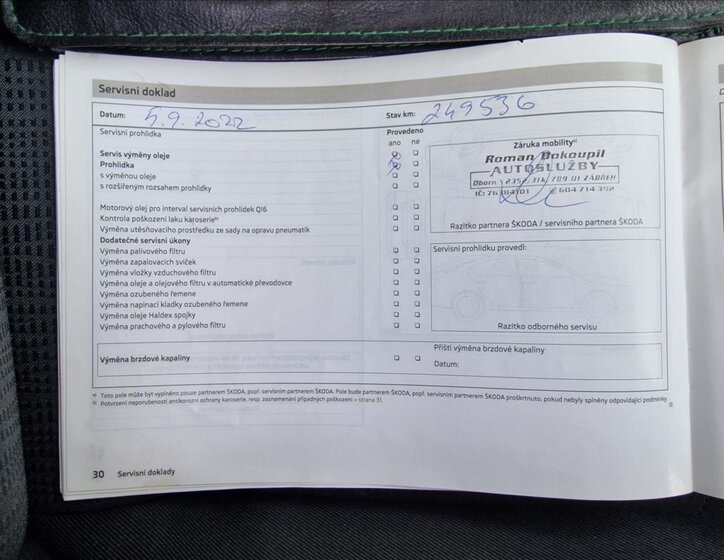 Servisní doklad
Datum: 5.9.2022
Stav km: 249536
Servisní prohlídka
Provedeno
ano ne
Servis výměny oleje
Prohlídka
s výměnou oleje
s rozšířeným rozsahem prohlídky
Motorový olej pro interval servisních prohlídek QI6
Kontrola poškození laku karoserie b)
Výměna utěsňovacího prostředku ze sady na opravu pneumatik
Dodatečné servisní úkony
Výměna palivového filtru
Výměna zapalovacích svíček
Výměna vložky vzduchového filtru
Výměna oleje a olejového filtru v automatické převodovce
Výměna ozubeného řemene
Výměna napínací kladky ozubeného řemene
Výměna oleje Haldex spojky
Výměna prachového a pylového filtru
Záruka mobility a)
Roman Dokoupil
AUTOSLUŽBY
789 01 ZÁBŘEH
604 714 392
Razítko partnera ŠKODA / servisního partnera ŠKODA
Servisní prohlídku provedl:
Razítko odborného servisu
Výměna brzdové kapaliny
Příští výměna brzdové kapaliny
Datum:
a) Toto pole může být vyplněno pouze partnerem ŠKODA, popř. servisním partnerem ŠKODA. Pole bude partnerem ŠKODA, popř. servisním partnerem ŠKODA proškrtnuto, pokud nebyly splněny odpovídající podmínky.
b) Potvrzení neporušenosti antikorozní ochrany karoserie, resp. zaznamenání případných poškození » strana 31.
30 Servisní doklady